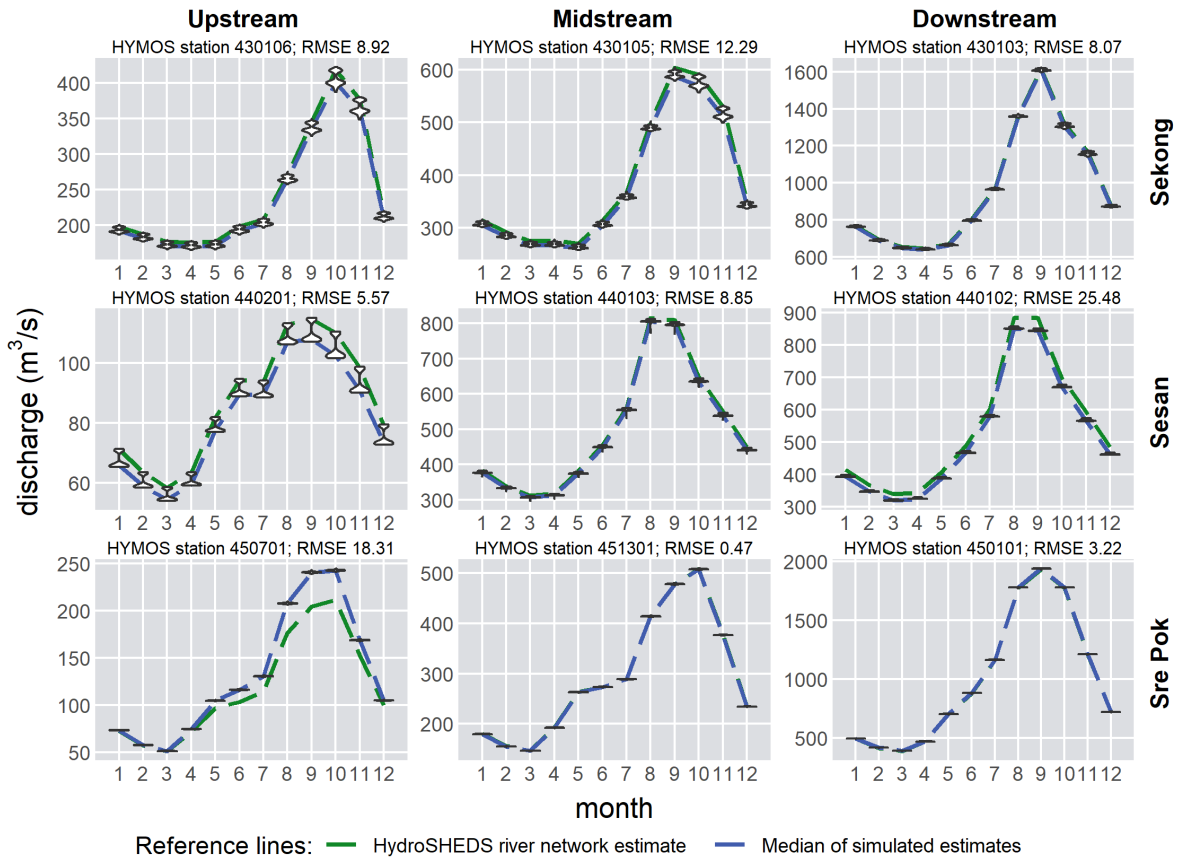 Upstream Midstream Downstream
HYMOS station 430106; RMSE 8.92 HYMOS station 430105; RMSE 12.29 HYMOS station 430103; RMSE 8.07
400
350
300
250
200
1 2 3 4 5 6 7 8 9 10 11 12
600
500
400
300
1 2 3 4 5 6 7 8 9 10 11 12
1600
1400
1200
1000
800
600
1 2 3 4 5 6 7 8 9 10 11 12
Sekong
HYMOS station 440201; RMSE 5.57 HYMOS station 440103; RMSE 8.85 HYMOS station 440102; RMSE 25.48
100
80
60
1 2 3 4 5 6 7 8 9 10 11 12
800
700
600
500
400
300
1 2 3 4 5 6 7 8 9 10 11 12
900
800
700
600
500
400
300
1 2 3 4 5 6 7 8 9 10 11 12
Sesan
discharge (m³/s)
HYMOS station 450701; RMSE 18.31 HYMOS station 451301; RMSE 0.47 HYMOS station 450101; RMSE 3.22
250
200
150
100
50
1 2 3 4 5 6 7 8 9 10 11 12
500
400
300
200
1 2 3 4 5 6 7 8 9 10 11 12
2000
1500
1000
500
1 2 3 4 5 6 7 8 9 10 11 12
Sre Pok
month
Reference lines: HydroSHEDS river network estimate Median of simulated estimates